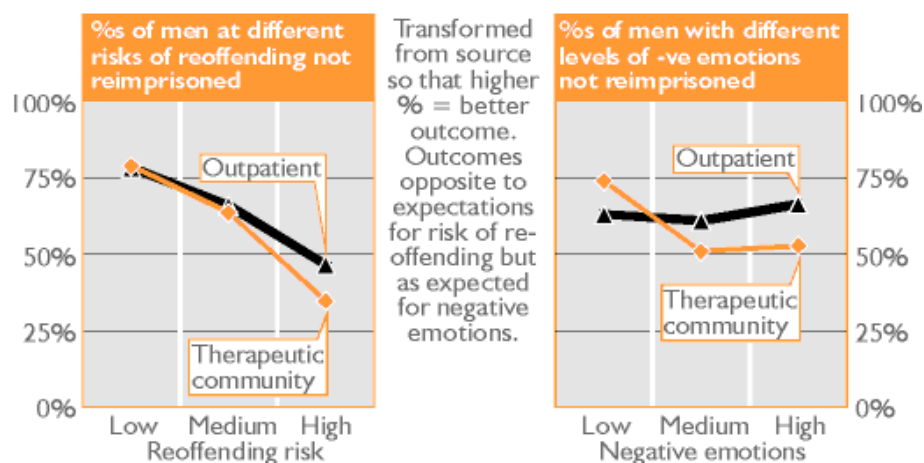 %s of men at different
risks of reoffending not
reimprisoned
100%
75%
50%
25%
0%
Outpatient
Therapeutic
community
Low Medium High
Reoffending risk
Transformed
from source
so that higher
% = better
outcome.
Outcomes
opposite to
expectations
for risk of re-
offending but
as expected
for negative
emotions.
%s of men with different
levels of -ve emotions
not reimprisoned
100%
75%
50%
25%
0%
Outpatient
Therapeutic
community
Low Medium High
Negative emotions